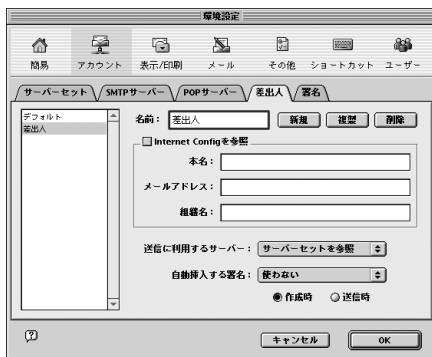 環境設定
簡易 アカウント 表示/印刷 メール その他 ショートカット ユーザー
サーバーセット SMTPサーバー POPサーバー 差出人 署名
デフォルト
差出人
名前： 差出人 新規 複製 削除
Internet Configを参照
本名：
メールアドレス：
組織名：
送信に利用するサーバー： サーバーセットを参照
自動挿入する署名： 使わない
作成時 送信時
? キャンセル OK